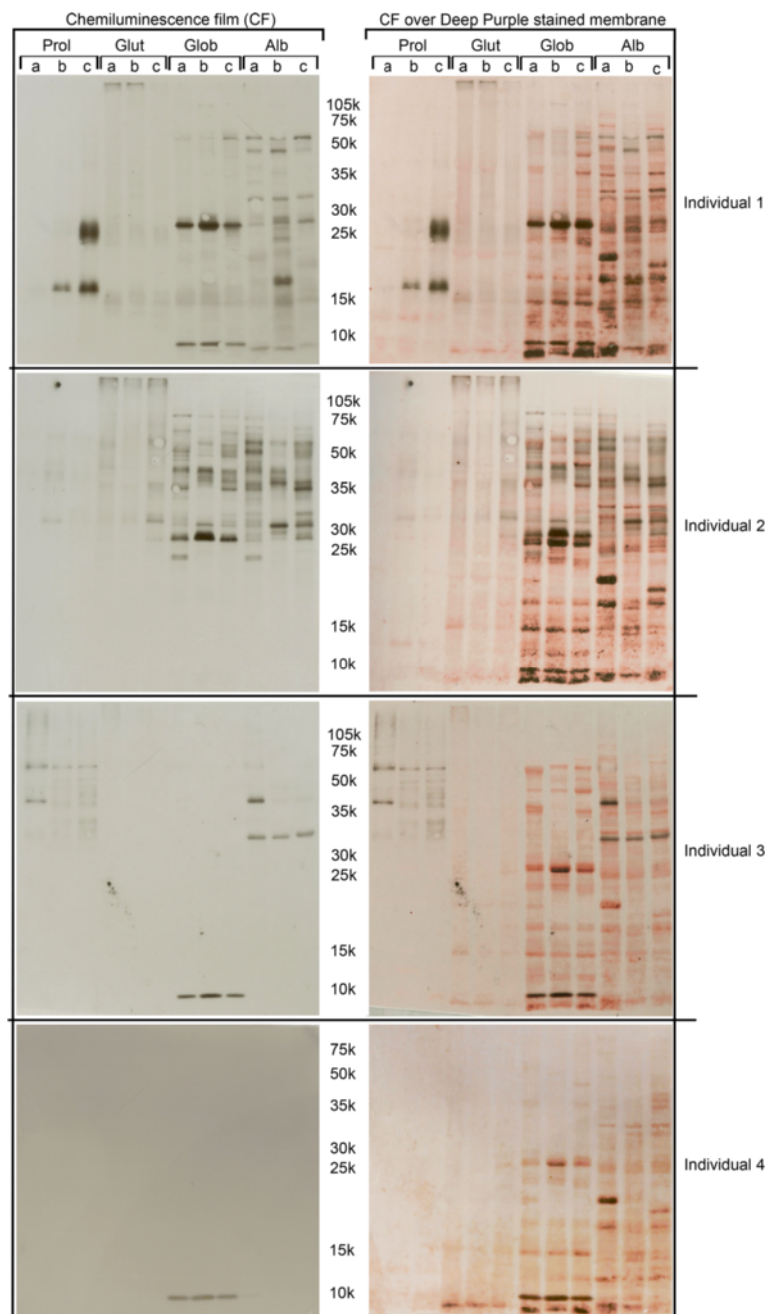 Chemiluminescence film (CF) CF over Deep Purple stained membrane
Prol Glut Glob Alb Prol Glut Glob Alb
a b c a b c a b c a b c a b c a b c a b c a b c
105k
75k
50k
35k
30k
25k
15k
10k
Individual 1
105k
75k
50k
35k
30k
25k
15k
10k
Individual 2
105k
75k
50k
35k
30k
25k
15k
10k
Individual 3
75k
50k
35k
30k
25k
15k
10k
Individual 4